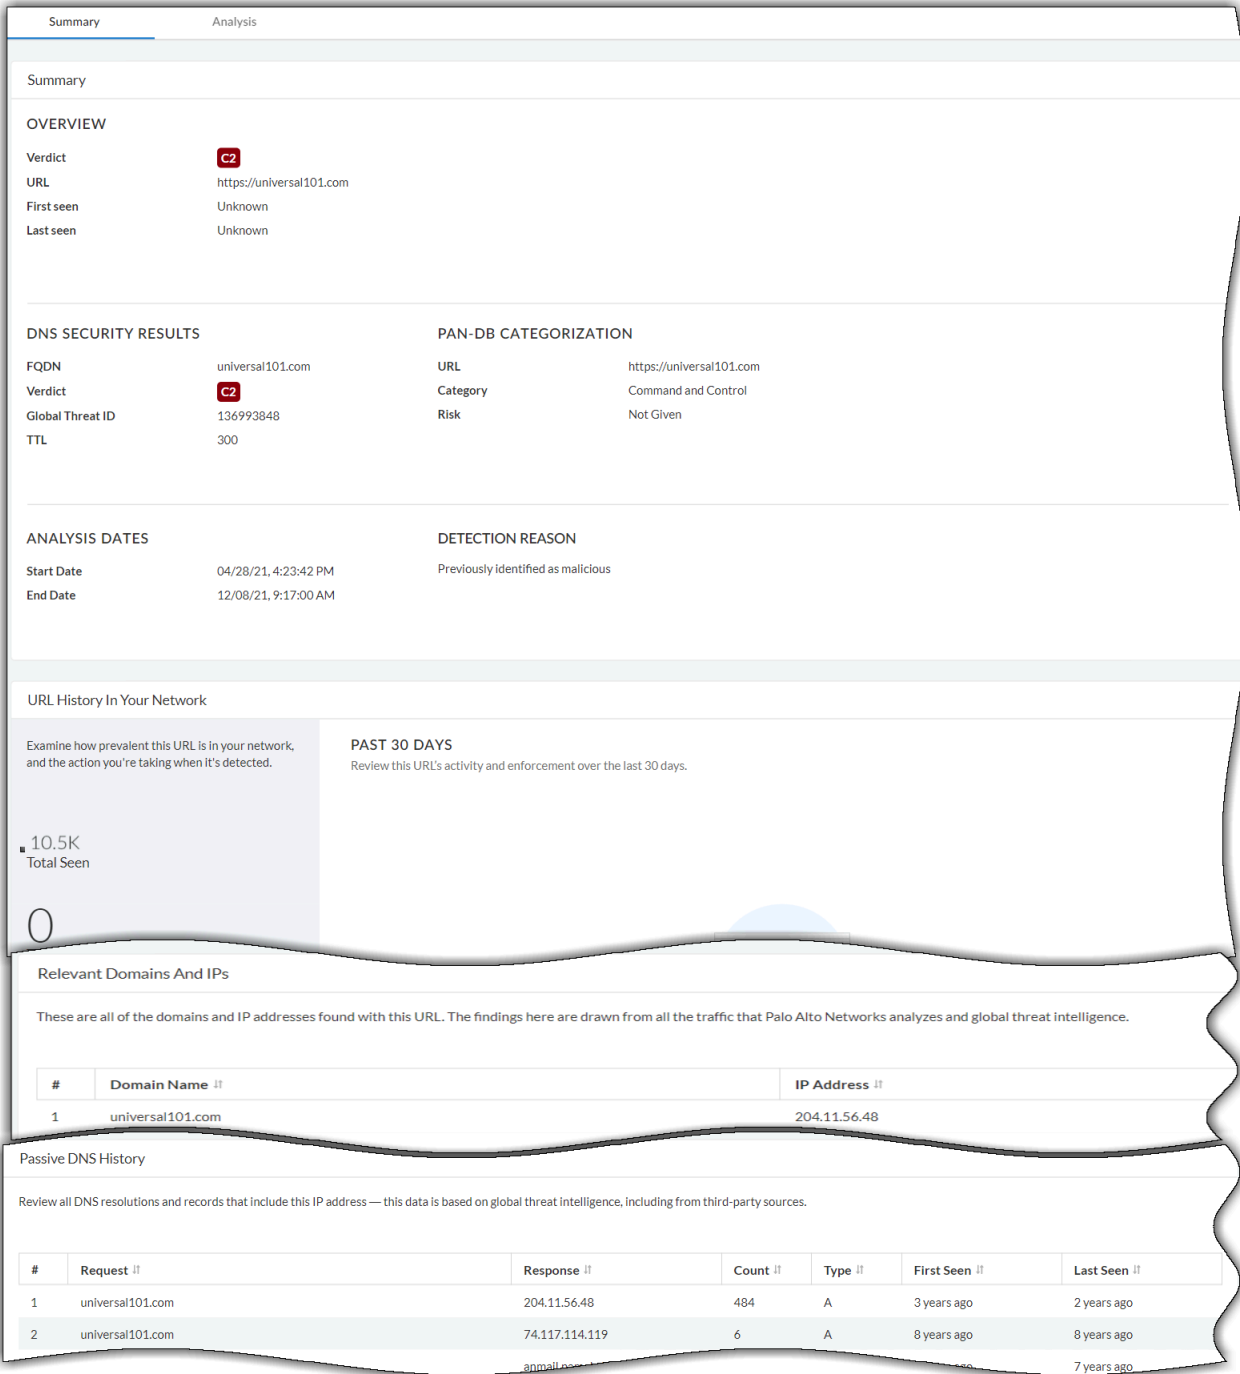 Summary Analysis
Summary
OVERVIEW
Verdict C2
URL https://universal101.com
First seen Unknown
Last seen Unknown
DNS SECURITY RESULTS PAN-DB CATEGORIZATION
FQDN universal101.com URL https://universal101.com
Verdict C2 Category Command and Control
Global Threat ID 136993848 Risk Not Given
TTL 300
ANALYSIS DATES DETECTION REASON
Start Date 04/28/21, 4:23:42 PM Previously identified as malicious
End Date 12/08/21, 9:17:00 AM
URL History In Your Network
Examine how prevalent this URL is in your network, PAST 30 DAYS
and the action you're taking when it's detected. Review this URL's activity and enforcement over the last 30 days.
10.5K
Total Seen
0
Relevant Domains And IPs
These are all of the domains and IP addresses found with this URL. The findings here are drawn from all the traffic that Palo Alto Networks analyzes and global threat intelligence.
# Domain Name IP Address
1 universal101.com 204.11.56.48
Passive DNS History
Review all DNS resolutions and records that include this IP address — this data is based on global threat intelligence, including from third-party sources.
# Request Response Count Type First Seen Last Seen
1 universal101.com 204.11.56.48 484 A 3 years ago 2 years ago
2 universal101.com 74.117.114.119 6 A 8 years ago 8 years ago
7 years ago